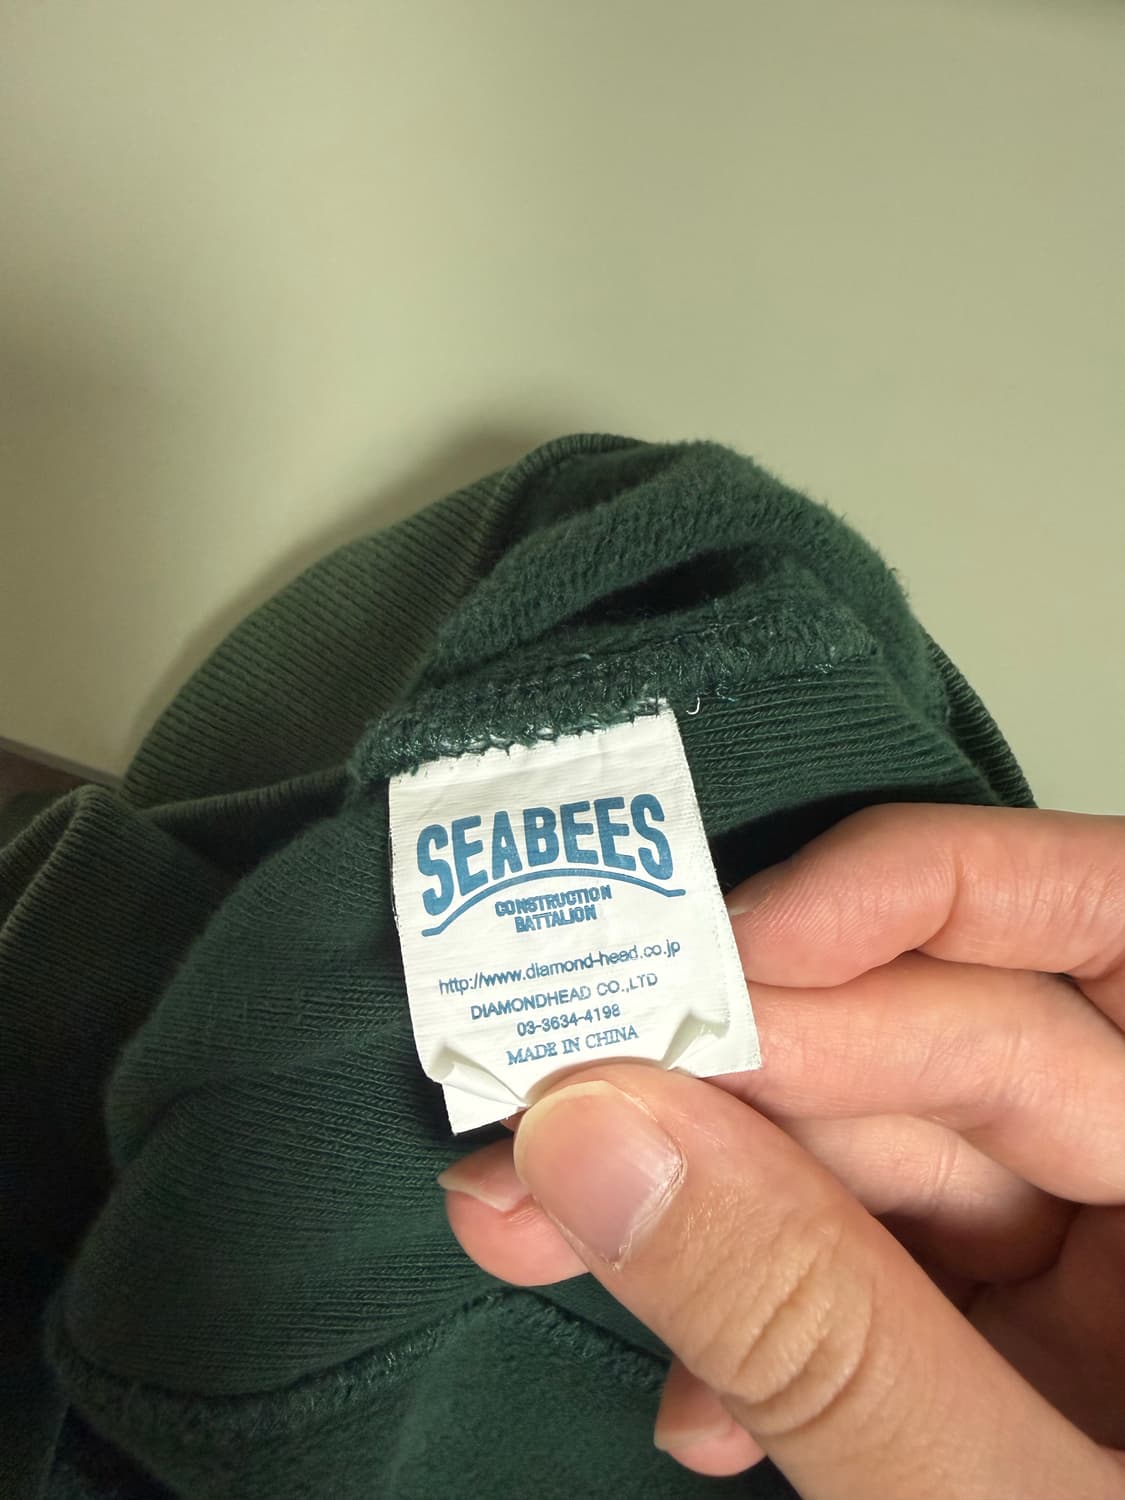 SEABEES
CONSTRUCTION
BATTALION
http://www.diamond-head.co.jp
DIAMONDHEAD CO.,LTD
03-3634-4198
MADE IN CHINA